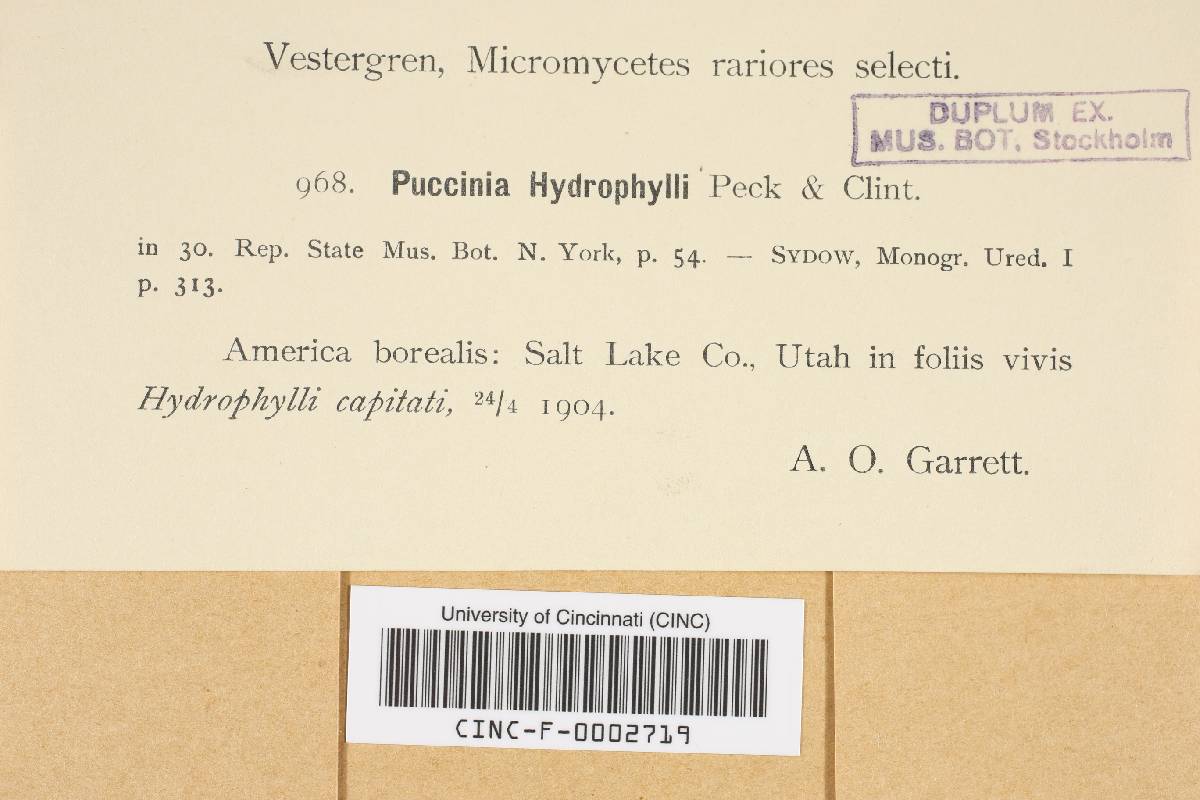 Vestergren, Micromycetes rariores selecti.
DUPLUM EX.
MUS. BOT. Stockholm
968. Puccinia Hydrophylli Peck & Clint.
in 30. Rep. State Mus. Bot. N. York, p. 54. — SYDOW, Monogr. Ured. I
p. 313.
America borealis: Salt Lake Co., Utah in foliis vivis
Hydrophylli capitati, 24/4 1904.
A. O. Garrett.
University of Cincinnati (CINC)
CINC-F-0002719